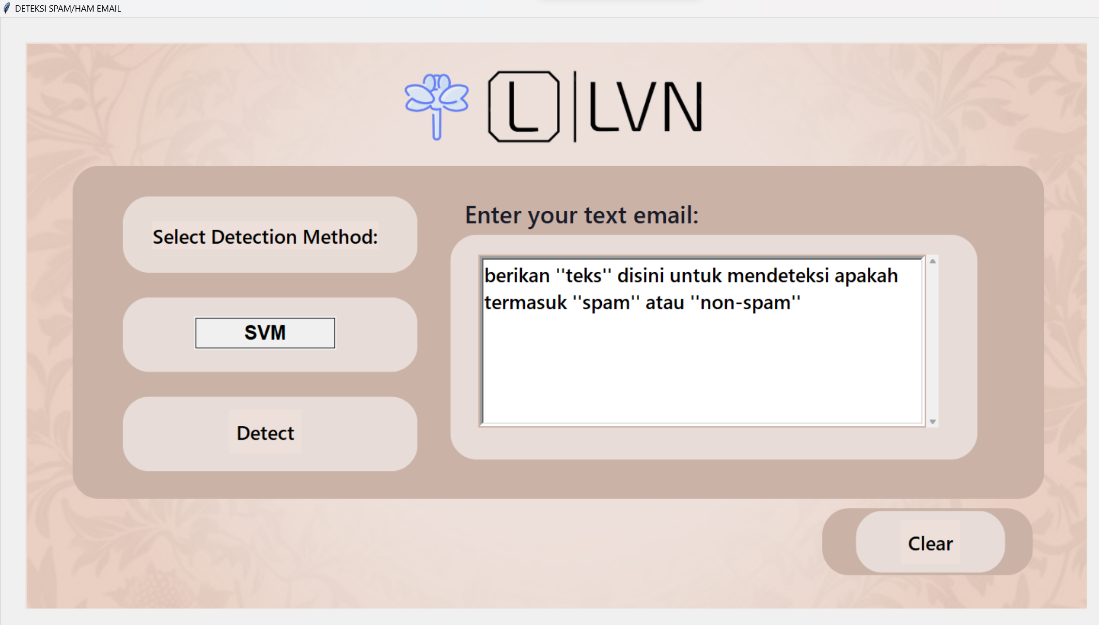 DETEKSI SPAM/HAM EMAIL
L | LVN
Select Detection Method:
SVM
Detect
Enter your text email:
berikan ''teks'' disini untuk mendeteksi apakah
termasuk ''spam'' atau ''non-spam''
Clear